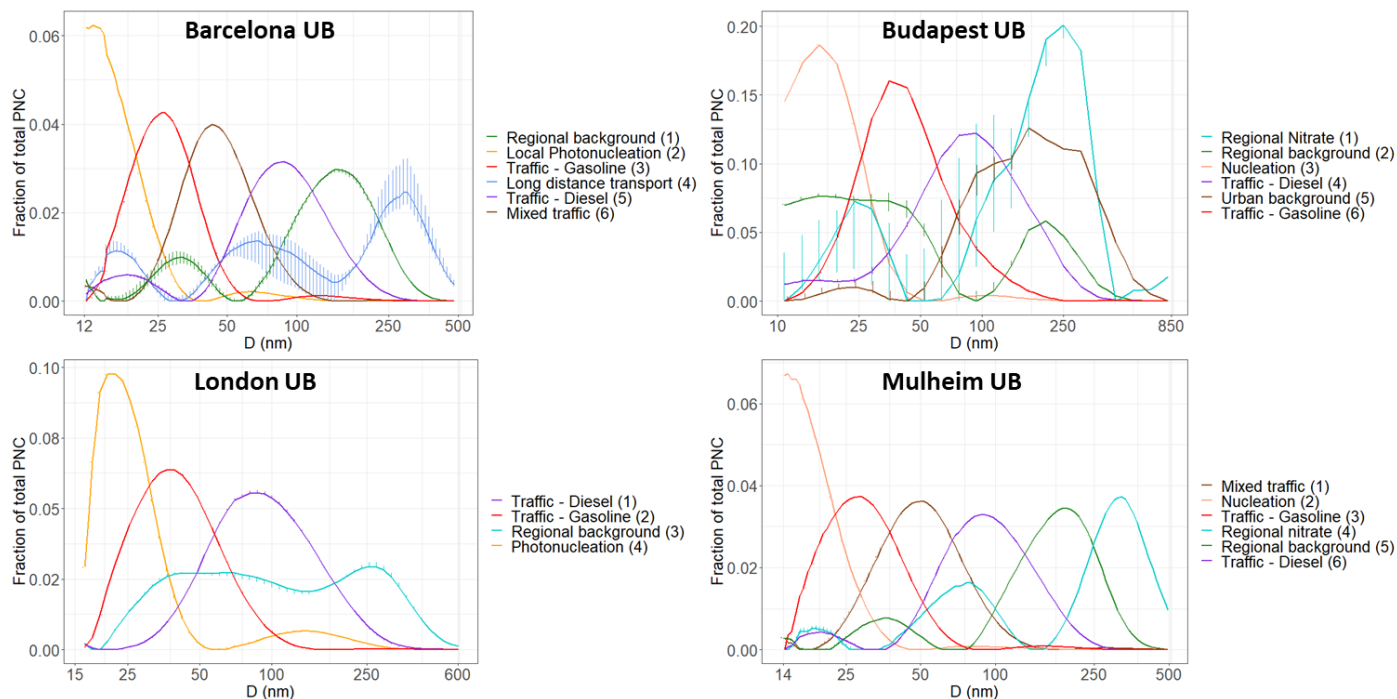 Barcelona UB
Fraction of total PNC
0.06
0.04
0.02
0.00
12 25 50 100 250 500
D (nm)
Regional background (1)
Local Photonucleation (2)
Traffic - Gasoline (3)
Long distance transport (4)
Traffic - Diesel (5)
Mixed traffic (6)
Budapest UB
Fraction of total PNC
0.20
0.15
0.10
0.05
0.00
10 25 50 100 250 850
D (nm)
Regional Nitrate (1)
Regional background (2)
Nucleation (3)
Traffic - Diesel (4)
Urban background (5)
Traffic - Gasoline (6)
London UB
Fraction of total PNC
0.10
0.08
0.05
0.02
0.00
15 25 50 100 250 600
D (nm)
Traffic - Diesel (1)
Traffic - Gasoline (2)
Regional background (3)
Photonucleation (4)
Mulheim UB
Fraction of total PNC
0.06
0.04
0.02
0.00
14 25 50 100 250 500
D (nm)
Mixed traffic (1)
Nucleation (2)
Traffic - Gasoline (3)
Regional nitrate (4)
Regional background (5)
Traffic - Diesel (6)